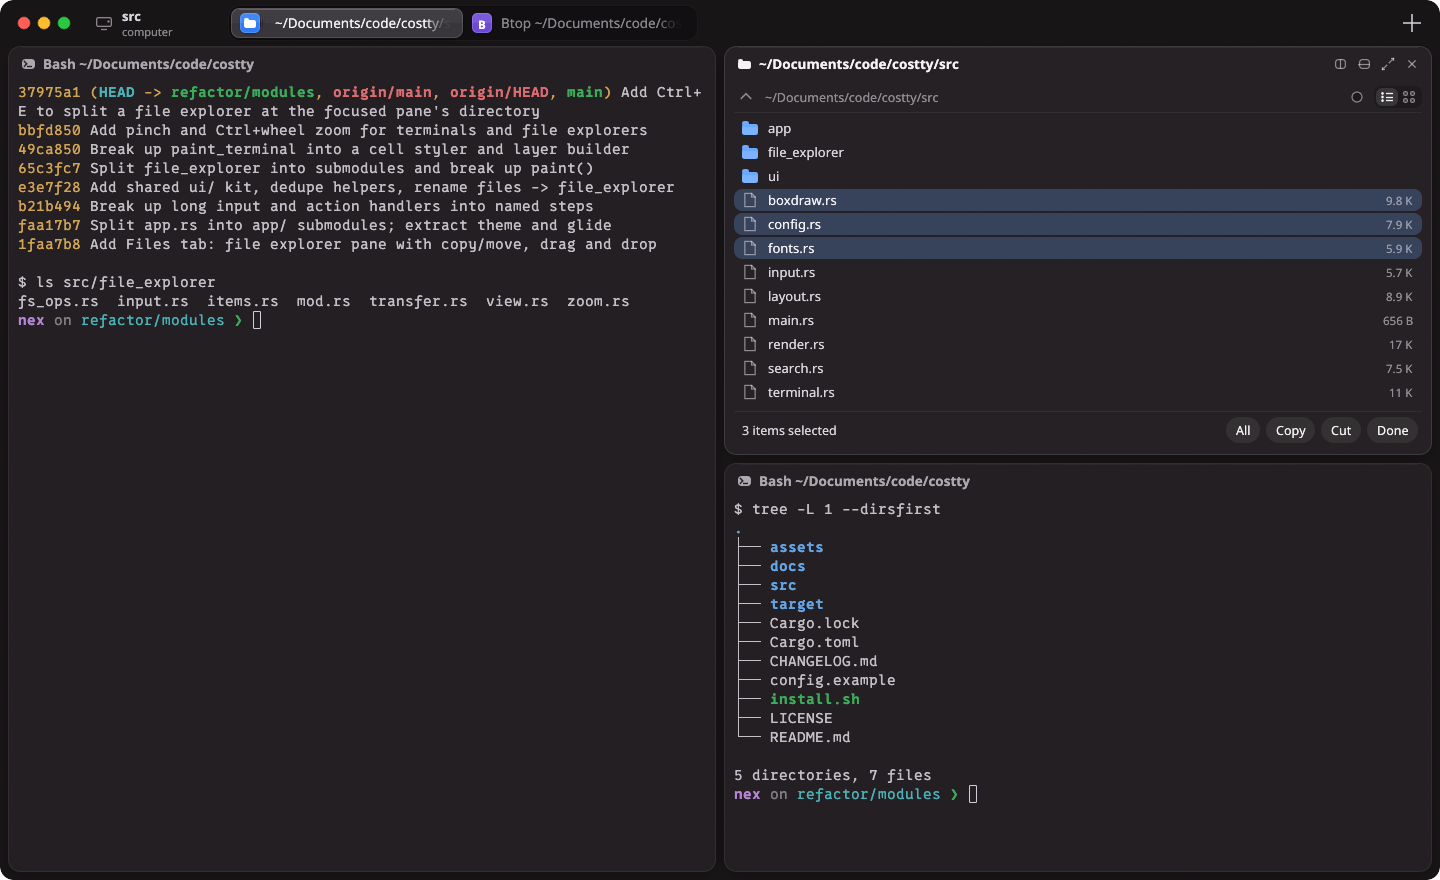 src
computer
~/Documents/code/costty/s
B Btop ~/Documents/code/cos
Bash ~/Documents/code/costty
37975a1 (HEAD -> refactor/modules, origin/main, origin/HEAD, main) Add Ctrl+
E to split a file explorer at the focused pane's directory
bbfd850 Add pinch and Ctrl+wheel zoom for terminals and file explorers
49ca850 Break up paint_terminal into a cell styler and layer builder
65c3fc7 Split file_explorer into submodules and break up paint()
e3e7f28 Add shared ui/ kit, dedupe helpers, rename files -> file_explorer
b21b494 Break up long input and action handlers into named steps
faa17b7 Split app.rs into app/ submodules; extract theme and glide
1faa7b8 Add Files tab: file explorer pane with copy/move, drag and drop
$ ls src/file_explorer
fs_ops.rs  input.rs  items.rs  mod.rs  transfer.rs  view.rs  zoom.rs
nex on refactor/modules ❯
~/Documents/code/costty/src
~/Documents/code/costty/src
app
file_explorer
ui
boxdraw.rs 9.8 K
config.rs 7.9 K
fonts.rs 5.9 K
input.rs 5.7 K
layout.rs 8.9 K
main.rs 656 B
render.rs 17 K
search.rs 7.5 K
terminal.rs 11 K
3 items selected All Copy Cut Done
Bash ~/Documents/code/costty
$ tree -L 1 --dirsfirst
.
├── assets
├── docs
├── src
├── target
├── Cargo.lock
├── Cargo.toml
├── CHANGELOG.md
├── config.example
├── install.sh
├── LICENSE
└── README.md
5 directories, 7 files
nex on refactor/modules ❯